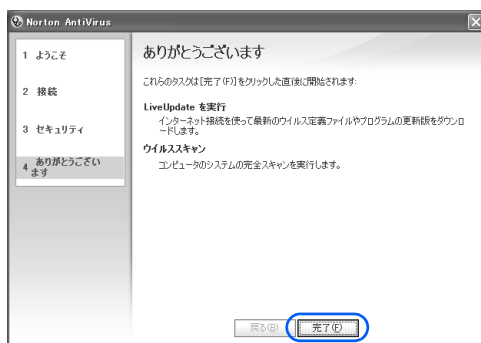 Norton AntiVirus
1 ようこそ
2 接続
3 セキュリティ
4 ありがとうござい
ます
ありがとうございます
これらのタスクは[完了(F)]をクリックした直後に開始されます:
LiveUpdate を実行
インターネット接続を使って最新のウイルス定義ファイルやプログラムの更新版をダウンロ
ードします。
ウイルススキャン
コンピュータのシステムの完全スキャンを実行します。
戻る(B)
完了(F)